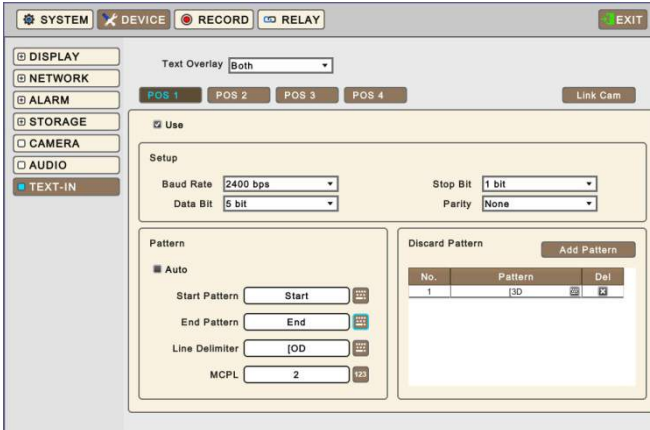 SYSTEM DEVICE RECORD RELAY EXIT
DISPLAY
NETWORK
ALARM
STORAGE
CAMERA
AUDIO
TEXT-IN
Text Overlay Both
POS 1 POS 2 POS 3 POS 4 Link Cam
Use
Setup
Baud Rate 2400 bps Stop Bit 1 bit
Data Bit 5 bit Parity None
Pattern
Auto
Start Pattern Start
End Pattern End
Line Delimiter [OD
MCPL 2 123
Discard Pattern Add Pattern
No. Pattern Del
1 [3D